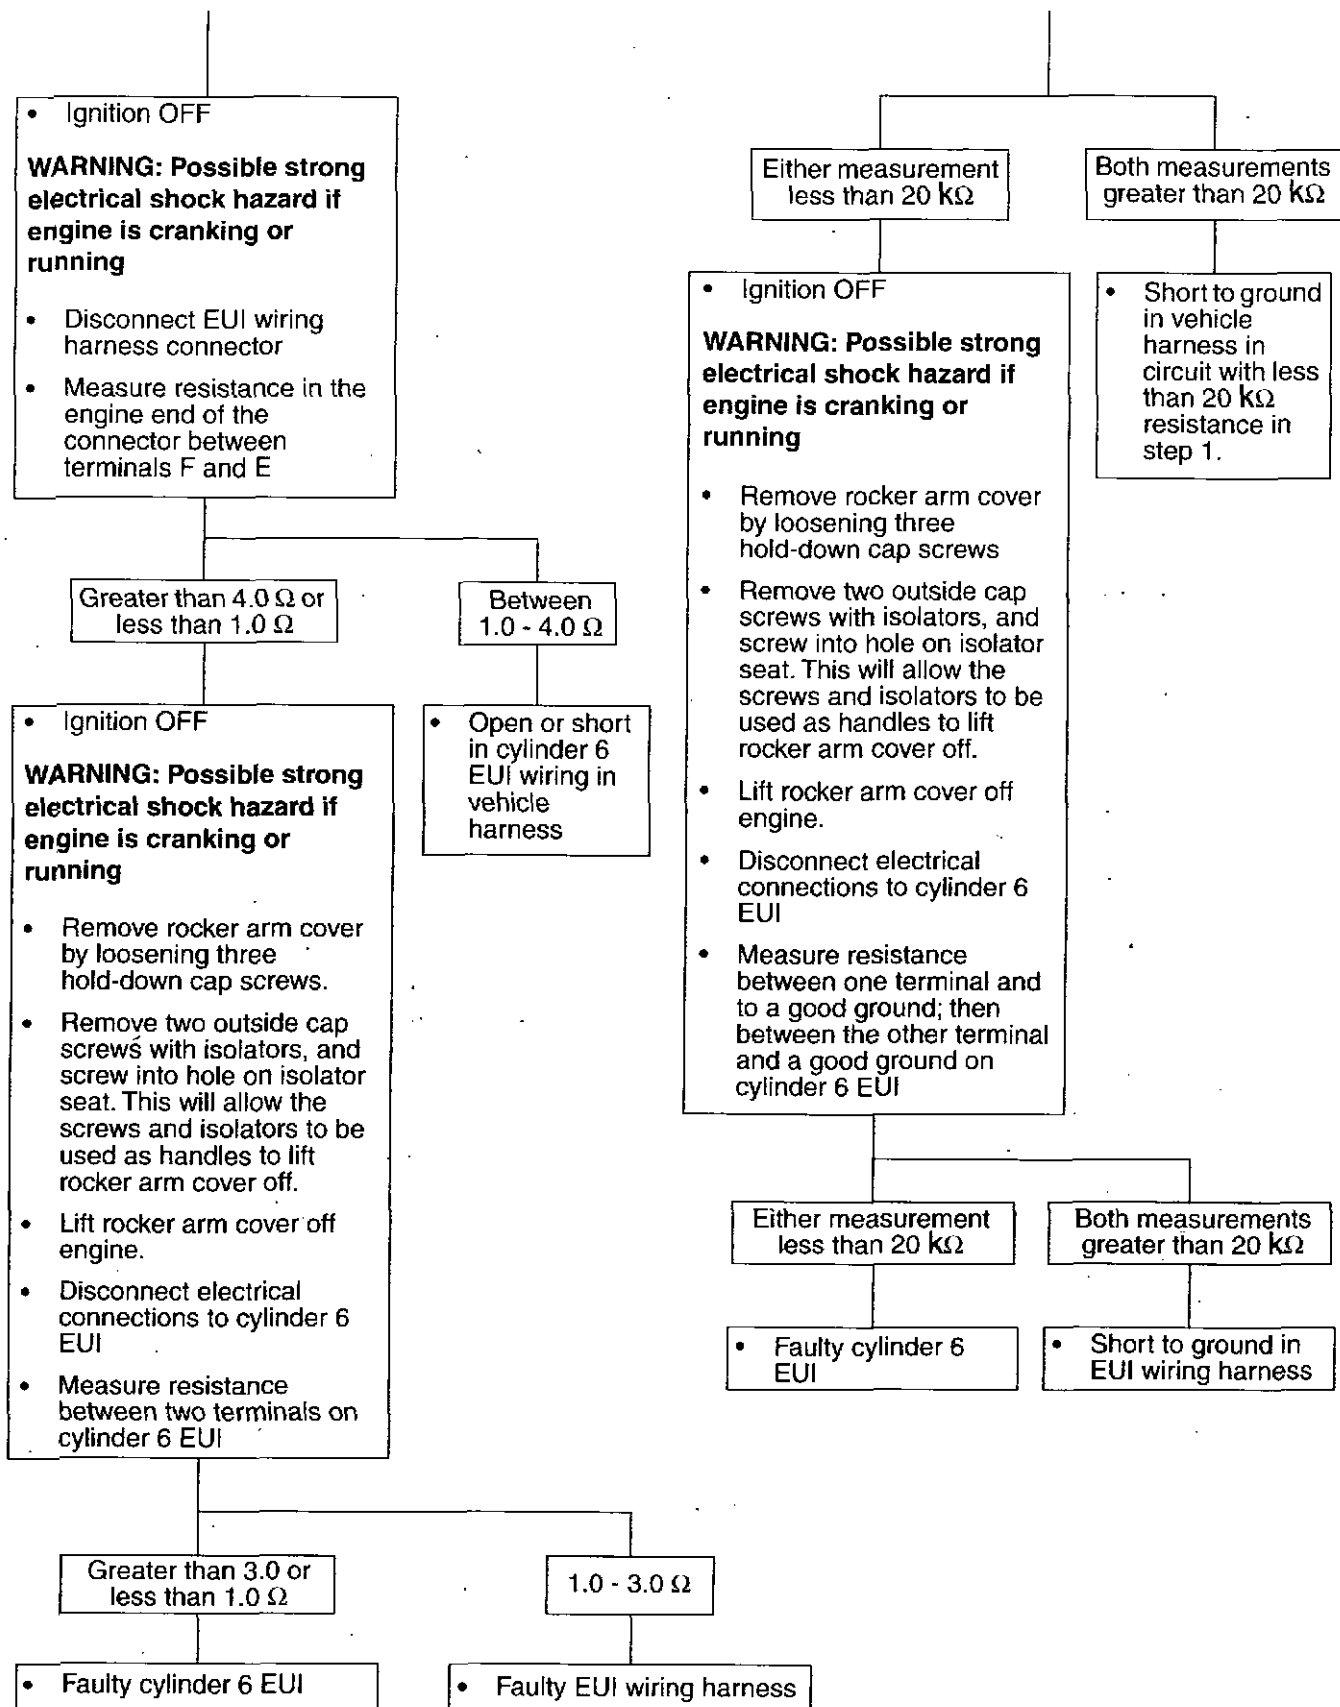 • Ignition OFF
WARNING: Possible strong
electrical shock hazard if
engine is cranking or
running
• Disconnect EUI wiring
harness connector
• Measure resistance in the
engine end of the
connector between
terminals F and E
Greater than 4.0 Ω or
less than 1.0 Ω
Between
1.0 - 4.0 Ω
• Ignition OFF
WARNING: Possible strong
electrical shock hazard if
engine is cranking or
running
• Remove rocker arm cover
by loosening three
hold-down cap screws.
• Remove two outside cap
screws with isolators, and
screw into hole on isolator
seat. This will allow the
screws and isolators to be
used as handles to lift
rocker arm cover off.
• Lift rocker arm cover off
engine.
• Disconnect electrical
connections to cylinder 6
EUI
• Measure resistance
between two terminals on
cylinder 6 EUI
• Open or short
in cylinder 6
EUI wiring in
vehicle
harness
Greater than 3.0 or
less than 1.0 Ω
1.0 - 3.0 Ω
• Faulty cylinder 6 EUI
• Faulty EUI wiring harness
Either measurement
less than 20 kΩ
Both measurements
greater than 20 kΩ
• Ignition OFF
WARNING: Possible strong
electrical shock hazard if
engine is cranking or
running
• Remove rocker arm cover
by loosening three
hold-down cap screws
• Remove two outside cap
screws with isolators, and
screw into hole on isolator
seat. This will allow the
screws and isolators to be
used as handles to lift
rocker arm cover off.
• Lift rocker arm cover off
engine.
• Disconnect electrical
connections to cylinder 6
EUI
• Measure resistance
between one terminal and
to a good ground; then
between the other terminal
and a good ground on
cylinder 6 EUI
• Short to ground
in vehicle
harness in
circuit with less
than 20 kΩ
resistance in
step 1.
Either measurement
less than 20 kΩ
Both measurements
greater than 20 kΩ
• Faulty cylinder 6
EUI
• Short to ground in
EUI wiring harness